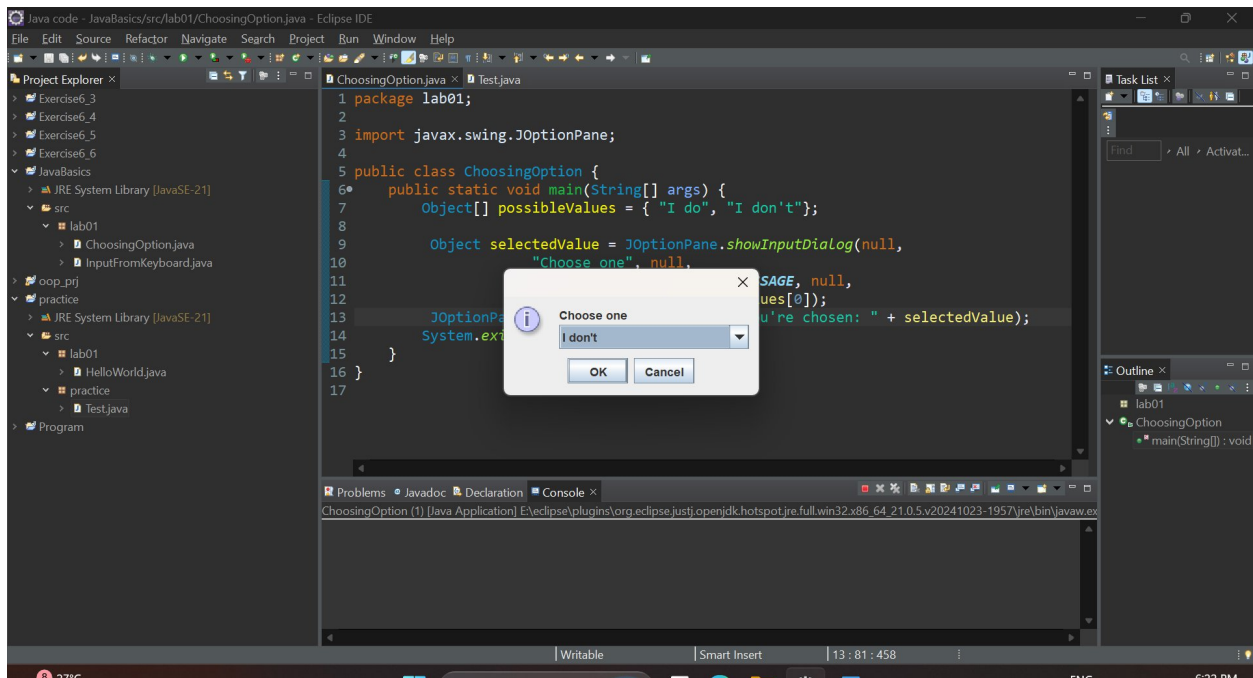 Java code - JavaBasics/src/lab01/ChoosingOption.java - Eclipse IDE
File Edit Source Refactor Navigate Search Project Run Window Help
Project Explorer
Exercise6_3
Exercise6_4
Exercise6_5
Exercise6_6
JavaBasics
JRE System Library [JavaSE-21]
src
lab01
ChoosingOption.java
InputFromKeyboard.java
oop_prj
practice
JRE System Library [JavaSE-21]
src
lab01
HelloWorld.java
practice
Test.java
Program
ChoosingOption.java Test.java
1 package lab01;
2
3 import javax.swing.JOptionPane;
4
5 public class ChoosingOption {
6 public static void main(String[] args) {
7 Object[] possibleValues = { "I do", "I don't"};
8
9 Object selectedValue = JOptionPane.showInputDialog(null,
10 "Choose one", null,
11 SAGE, null,
12 ues[0]);
13 JOptionPa u're chosen: " + selectedValue);
14 System.exi
15 }
16 }
17
Choose one
I don't
OK Cancel
Task List
Find All Activat...
Outline
lab01
ChoosingOption
main(String[]) : void
Problems Javadoc Declaration Console
ChoosingOption (1) [Java Application] E:\eclipse\plugins\org.eclipse.justj.openjdk.hotspot.jre.full.win32.x86_64_21.0.5.v20241023-1957\jre\bin\javaw.ex
Writable Smart Insert 13 : 81 : 458